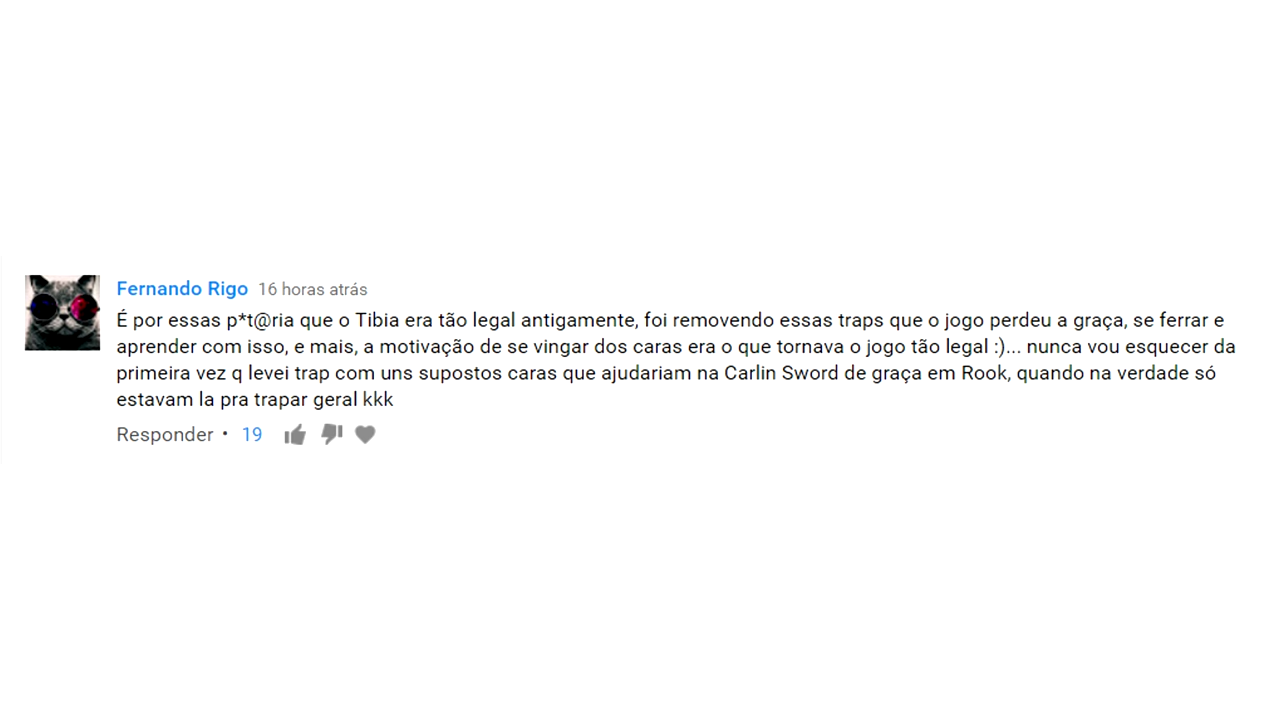 Fernando Rigo 16 horas atrás
É por essas p*t@ria que o Tibia era tão legal antigamente, foi removendo essas traps que o jogo perdeu a graça, se ferrar e
aprender com isso, e mais, a motivação de se vingar dos caras era o que tornava o jogo tão legal :)... nunca vou esquecer da
primeira vez q levei trap com uns supostos caras que ajudariam na Carlin Sword de graça em Rook, quando na verdade só
estavam la pra trapar geral kkk
Responder • 19